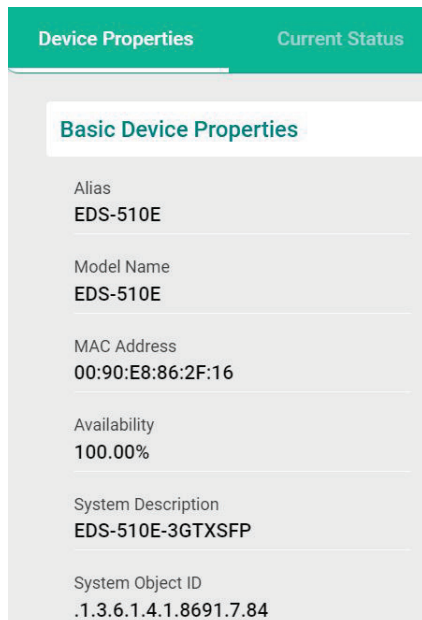 Device Properties Current Status
Basic Device Properties
Alias
EDS-510E
Model Name
EDS-510E
MAC Address
00:90:E8:86:2F:16
Availability
100.00%
System Description
EDS-510E-3GTXSFP
System Object ID
.1.3.6.1.4.1.8691.7.84